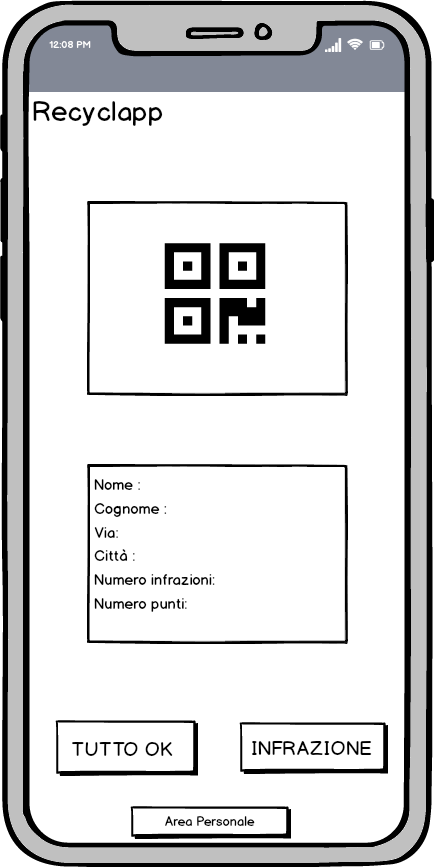 12:08 PM
Recyclapp
Nome :
Cognome :
Via:
Città :
Numero infrazioni:
Numero punti:
TUTTO OK
INFRAZIONE
Area Personale